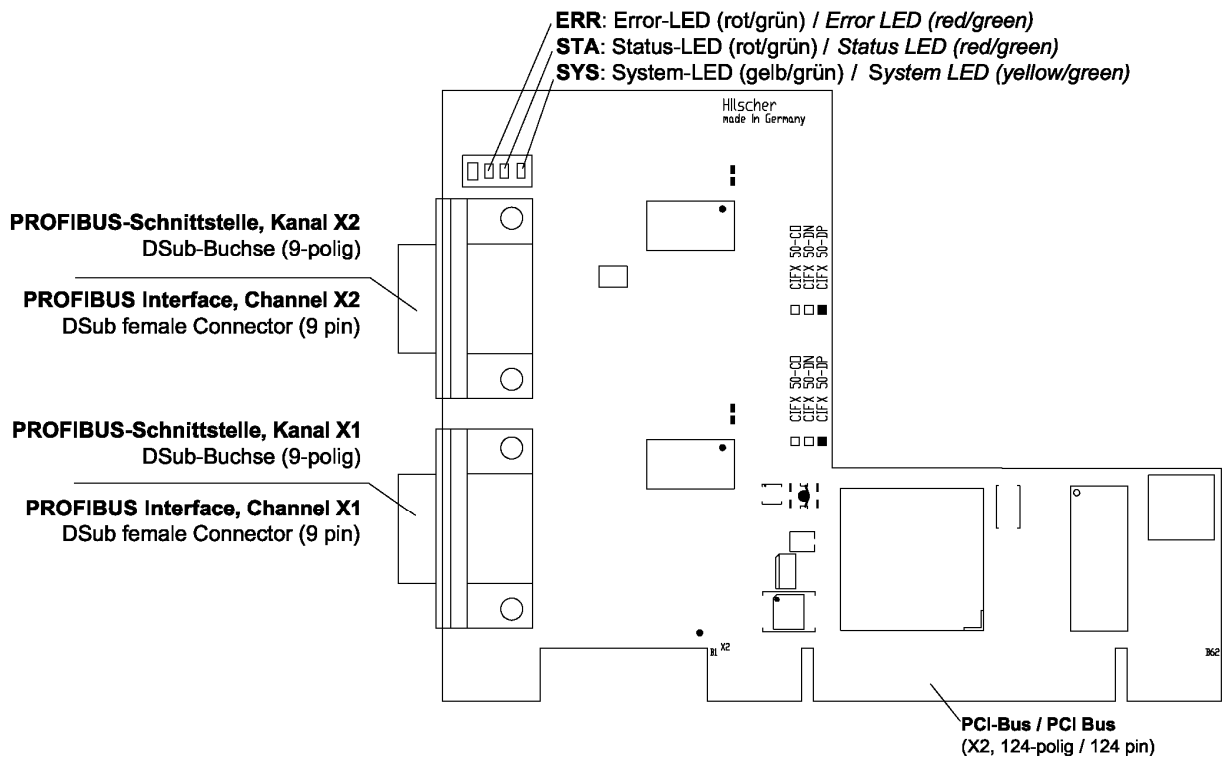 ERR: Error-LED (rot/grün) / Error LED (red/green)
STA: Status-LED (rot/grün) / Status LED (red/green)
SYS: System-LED (gelb/grün) / System LED (yellow/green)
HIlscher
made In Germany
PROFIBUS-Schnittstelle, Kanal X2
DSub-Buchse (9-polig)
PROFIBUS Interface, Channel X2
DSub female Connector (9 pin)
CIFX 50-CO
CIFX 50-DN
CIFX 50-DP
PROFIBUS-Schnittstelle, Kanal X1
DSub-Buchse (9-polig)
PROFIBUS Interface, Channel X1
DSub female Connector (9 pin)
CIFX 50-CO
CIFX 50-DN
CIFX 50-DP
B1 X2
B62
PCI-Bus / PCI Bus
(X2, 124-polig / 124 pin)